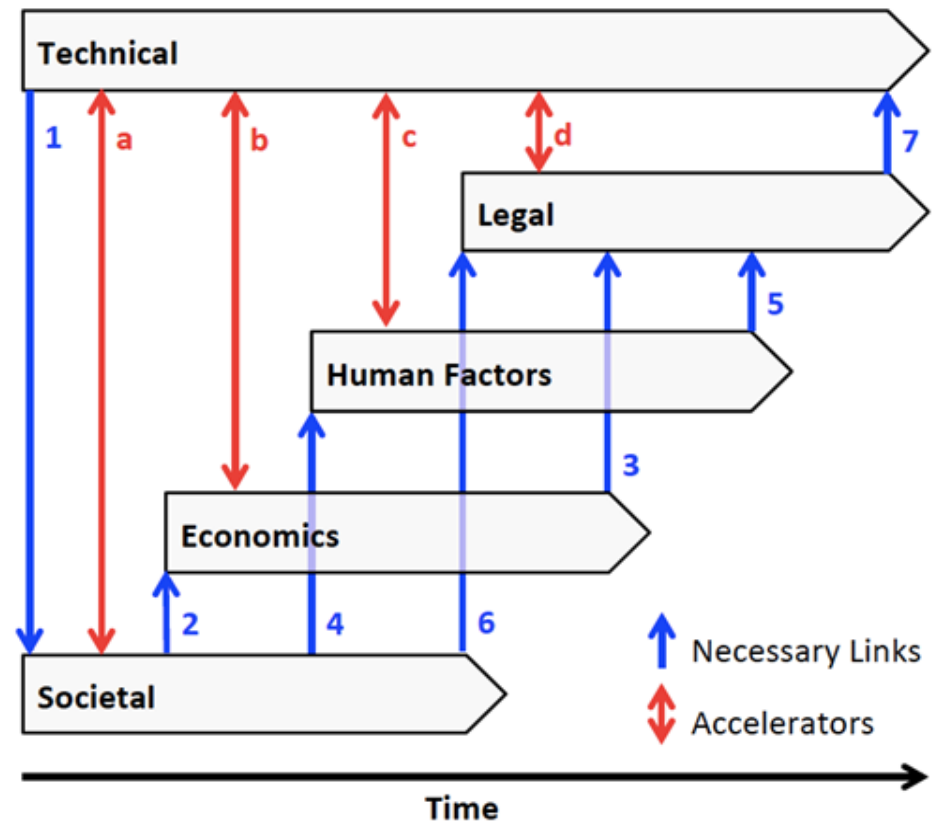 Technical
1
a
b
c
d
7
Legal
5
Human Factors
3
Economics
2
4
6
Necessary Links
Societal
Accelerators
Time